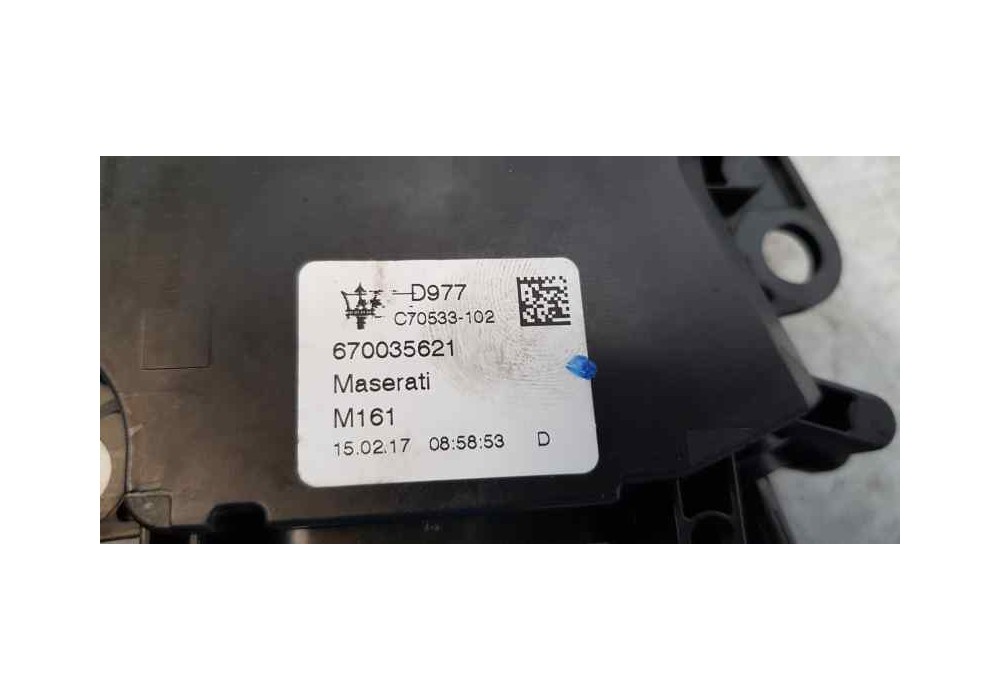 D977
C70533-102
670035621
Maserati
M161
15.02.17 08:58:53 D